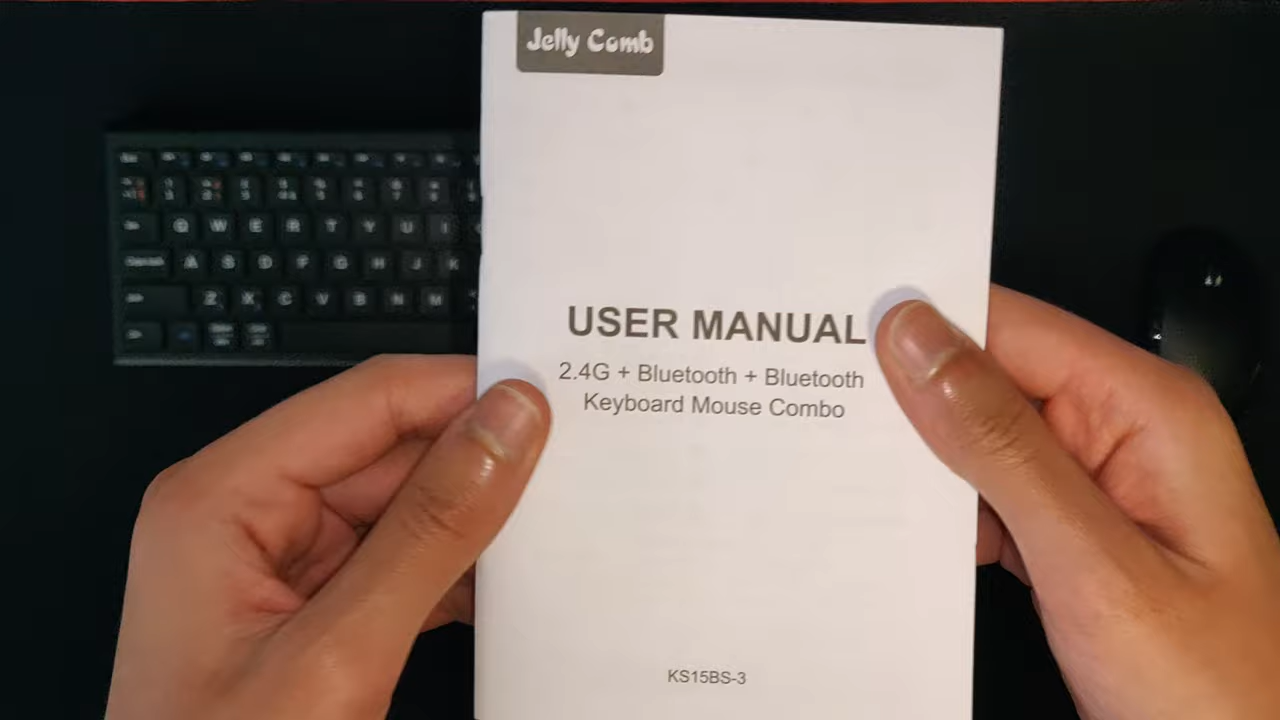 Jelly Comb
USER MANUAL
2.4G + Bluetooth + Bluetooth
Keyboard Mouse Combo
KS15BS-3
Q W E R T Y U I
A S D F G H J K
Z X C V B N M